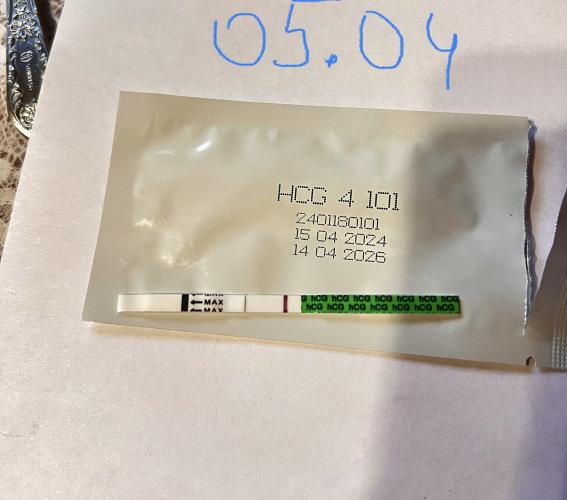 05.04
HCG 4 101
2401180101
15 04 2024
14 04 2026
←MAX
←MAX
←MAX
hCG hCG hCG hCG hCG hCG hCG
hCG hCG hCG hCG hCG hCG hCG